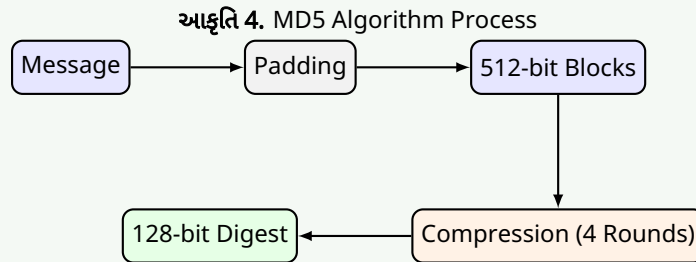 આકૃતિ 4. MD5 Algorithm Process
Message
Padding
512-bit Blocks
128-bit Digest
Compression (4 Rounds)